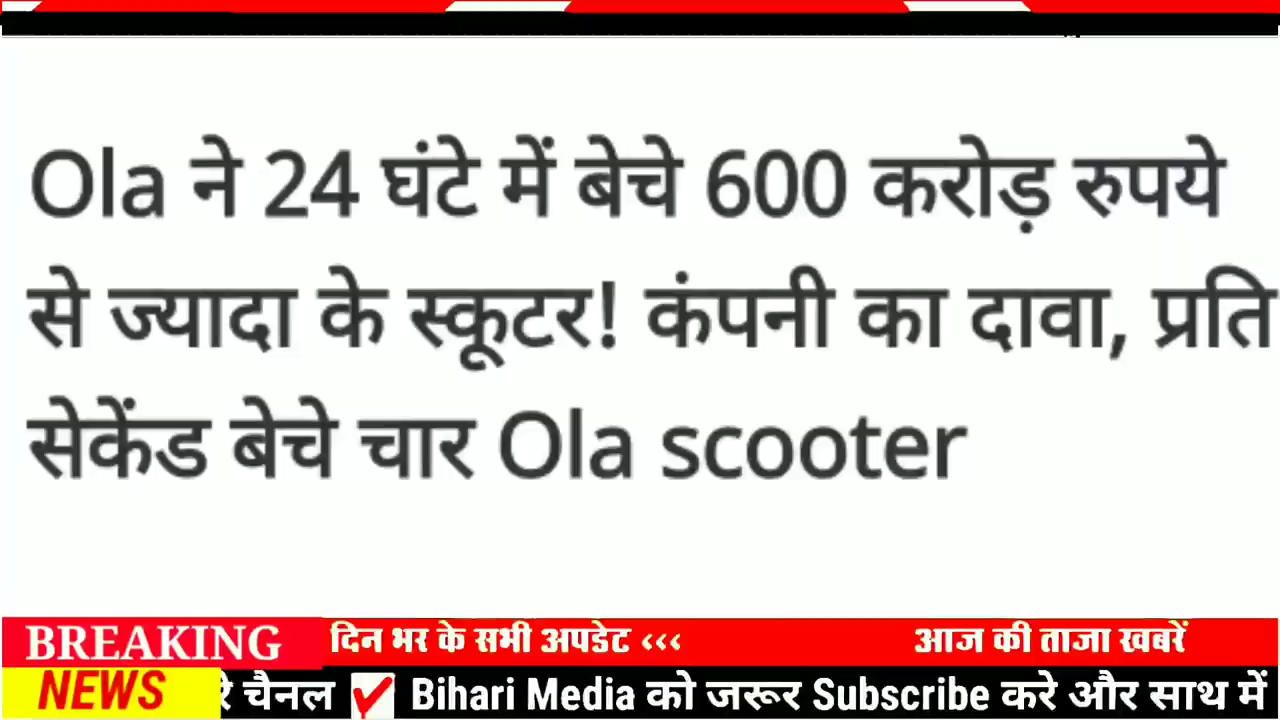 Ola ने 24 घंटे में बेचे 600 करोड़ रुपये
से ज्यादा के स्कूटर! कंपनी का दावा, प्रति
सेकेंड बेचे चार Ola scooter
BREAKING
दिन भर के सभी अपडेट ‹‹‹
आज की ताजा खबरें
NEWS
चैनल ✔ Bihari Media को जरूर Subscribe करे और साथ में